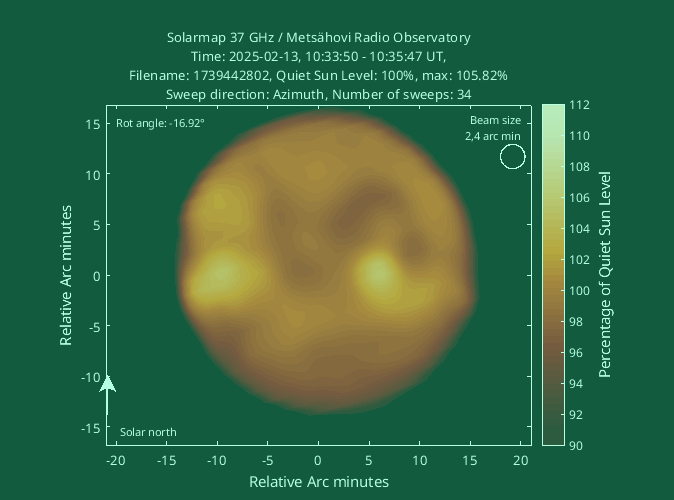 Solarmap 37 GHz / Metsähovi Radio Observatory
Time: 2025-02-13, 10:33:50 - 10:35:47 UT,
Filename: 1739442802, Quiet Sun Level: 100%, max: 105.82%
Sweep direction: Azimuth, Number of sweeps: 34
Rot angle: -16.92°
Beam size
2,4 arc min
Solar north
Relative Arc minutes
15
10
5
0
-5
-10
-15
-20 -15 -10 -5 0 5 10 15 20
Relative Arc minutes
112
110
108
106
104
102
100
98
96
94
92
90
Percentage of Quiet Sun Level